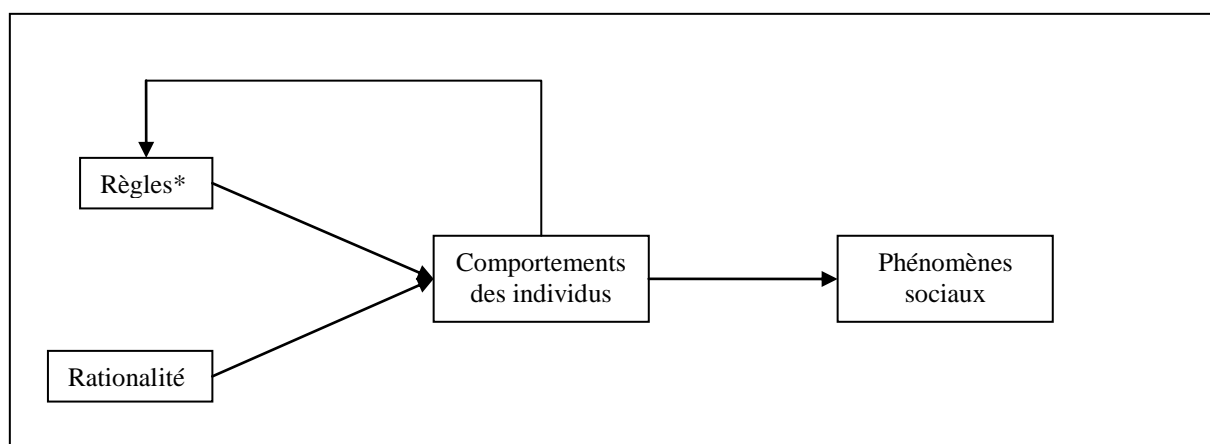 Règles*
Comportements
des individus
Phénomènes
sociaux
Rationalité